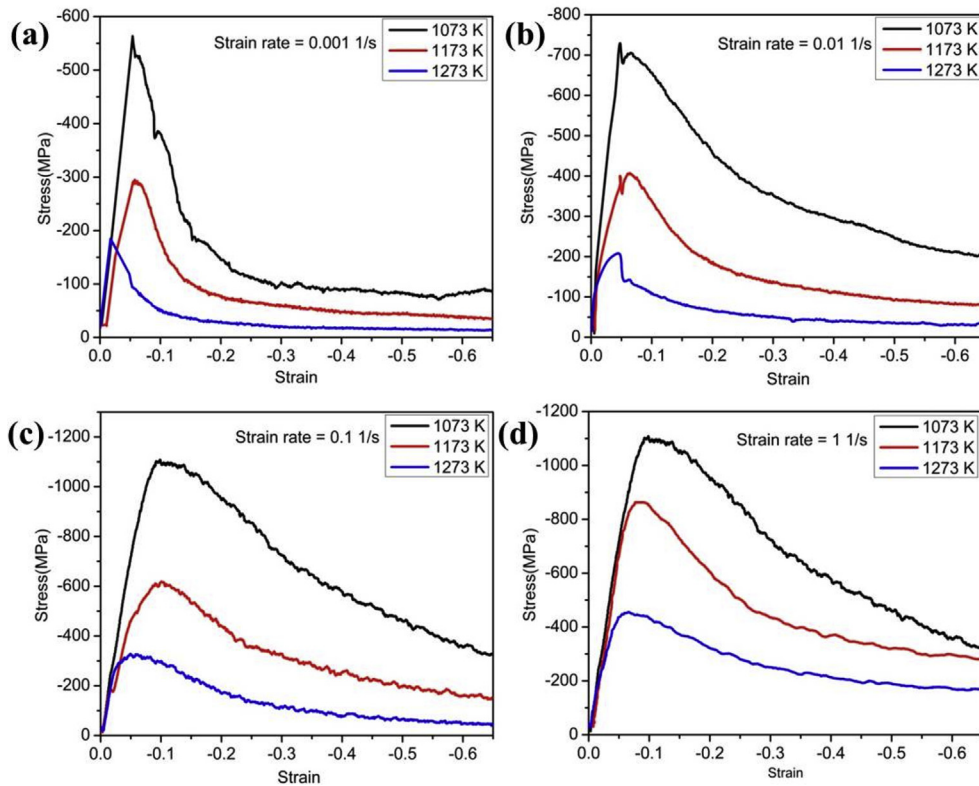 (a)
Strain rate = 0.001 1/s
1073 K
1173 K
1273 K
Stress(MPa)
-600
-500
-400
-300
-200
-100
0
0.0 -0.1 -0.2 -0.3 -0.4 -0.5 -0.6
Strain
(b)
Strain rate = 0.01 1/s
1073 K
1173 K
1273 K
Stress(MPa)
-800
-700
-600
-500
-400
-300
-200
-100
0
0.0 -0.1 -0.2 -0.3 -0.4 -0.5 -0.6
Strain
(c)
Strain rate = 0.1 1/s
1073 K
1173 K
1273 K
Stress(MPa)
-1200
-1000
-800
-600
-400
-200
0
0.0 -0.1 -0.2 -0.3 -0.4 -0.5 -0.6
Strain
(d)
Strain rate = 1 1/s
1073 K
1173 K
1273 K
Stress(MPa)
-1200
-1000
-800
-600
-400
-200
0
0.0 -0.1 -0.2 -0.3 -0.4 -0.5 -0.6
Strain